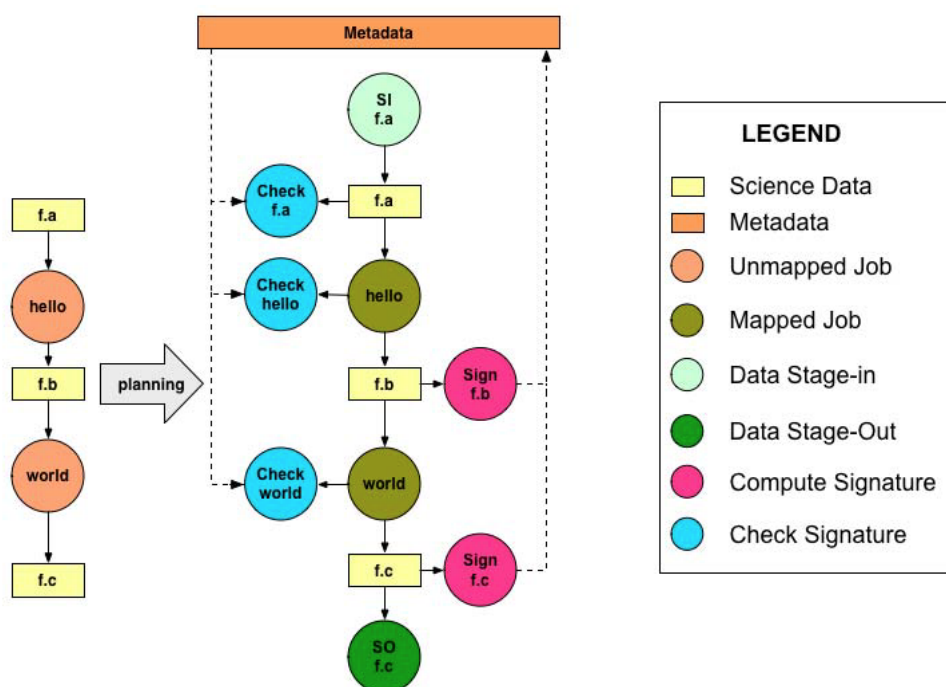 Metadata
f.a
hello
f.b
world
f.c
planning
SI
f.a
Check
f.a
f.a
Check
hello
hello
f.b
Sign
f.b
Check
world
world
f.c
Sign
f.c
SO
f.c
LEGEND
Science Data
Metadata
Unmapped Job
Mapped Job
Data Stage-in
Data Stage-Out
Compute Signature
Check Signature